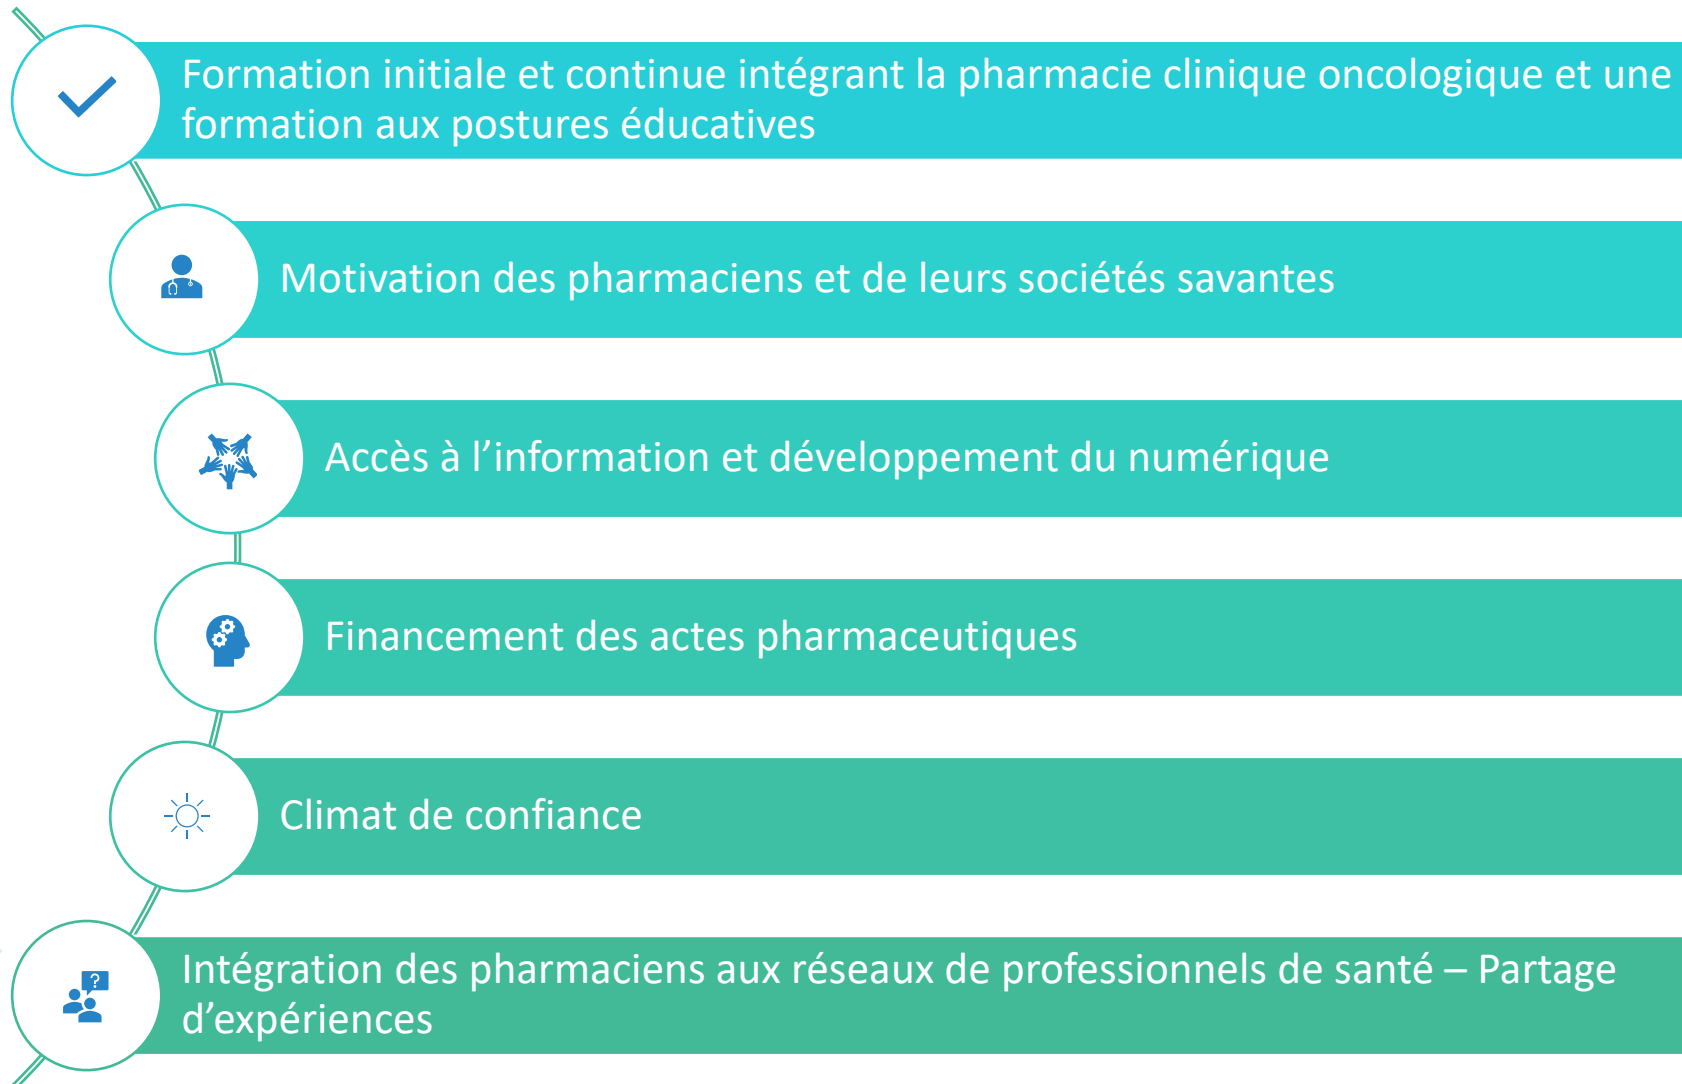 Formation initiale et continue intégrant la pharmacie clinique oncologique et une
formation aux postures éducatives
Motivation des pharmaciens et de leurs sociétés savantes
Accès à l’information et développement du numérique
Financement des actes pharmaceutiques
Climat de confiance
?
Intégration des pharmaciens aux réseaux de professionnels de santé – Partage
d’expériences